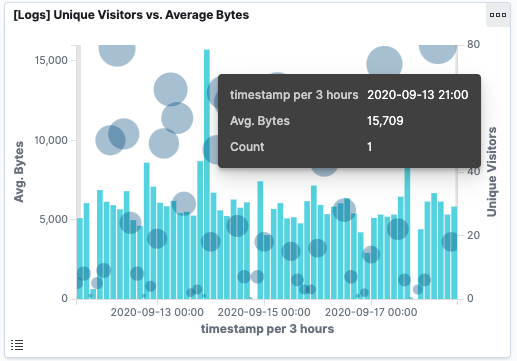 [Logs] Unique Visitors vs. Average Bytes
15,000
10,000
5,000
0
Avg. Bytes
80
40
20
0
Unique Visitors
timestamp per 3 hours 2020-09-13 21:00
Avg. Bytes 15,709
Count 1
2020-09-13 00:00 2020-09-15 00:00 2020-09-17 00:00
timestamp per 3 hours